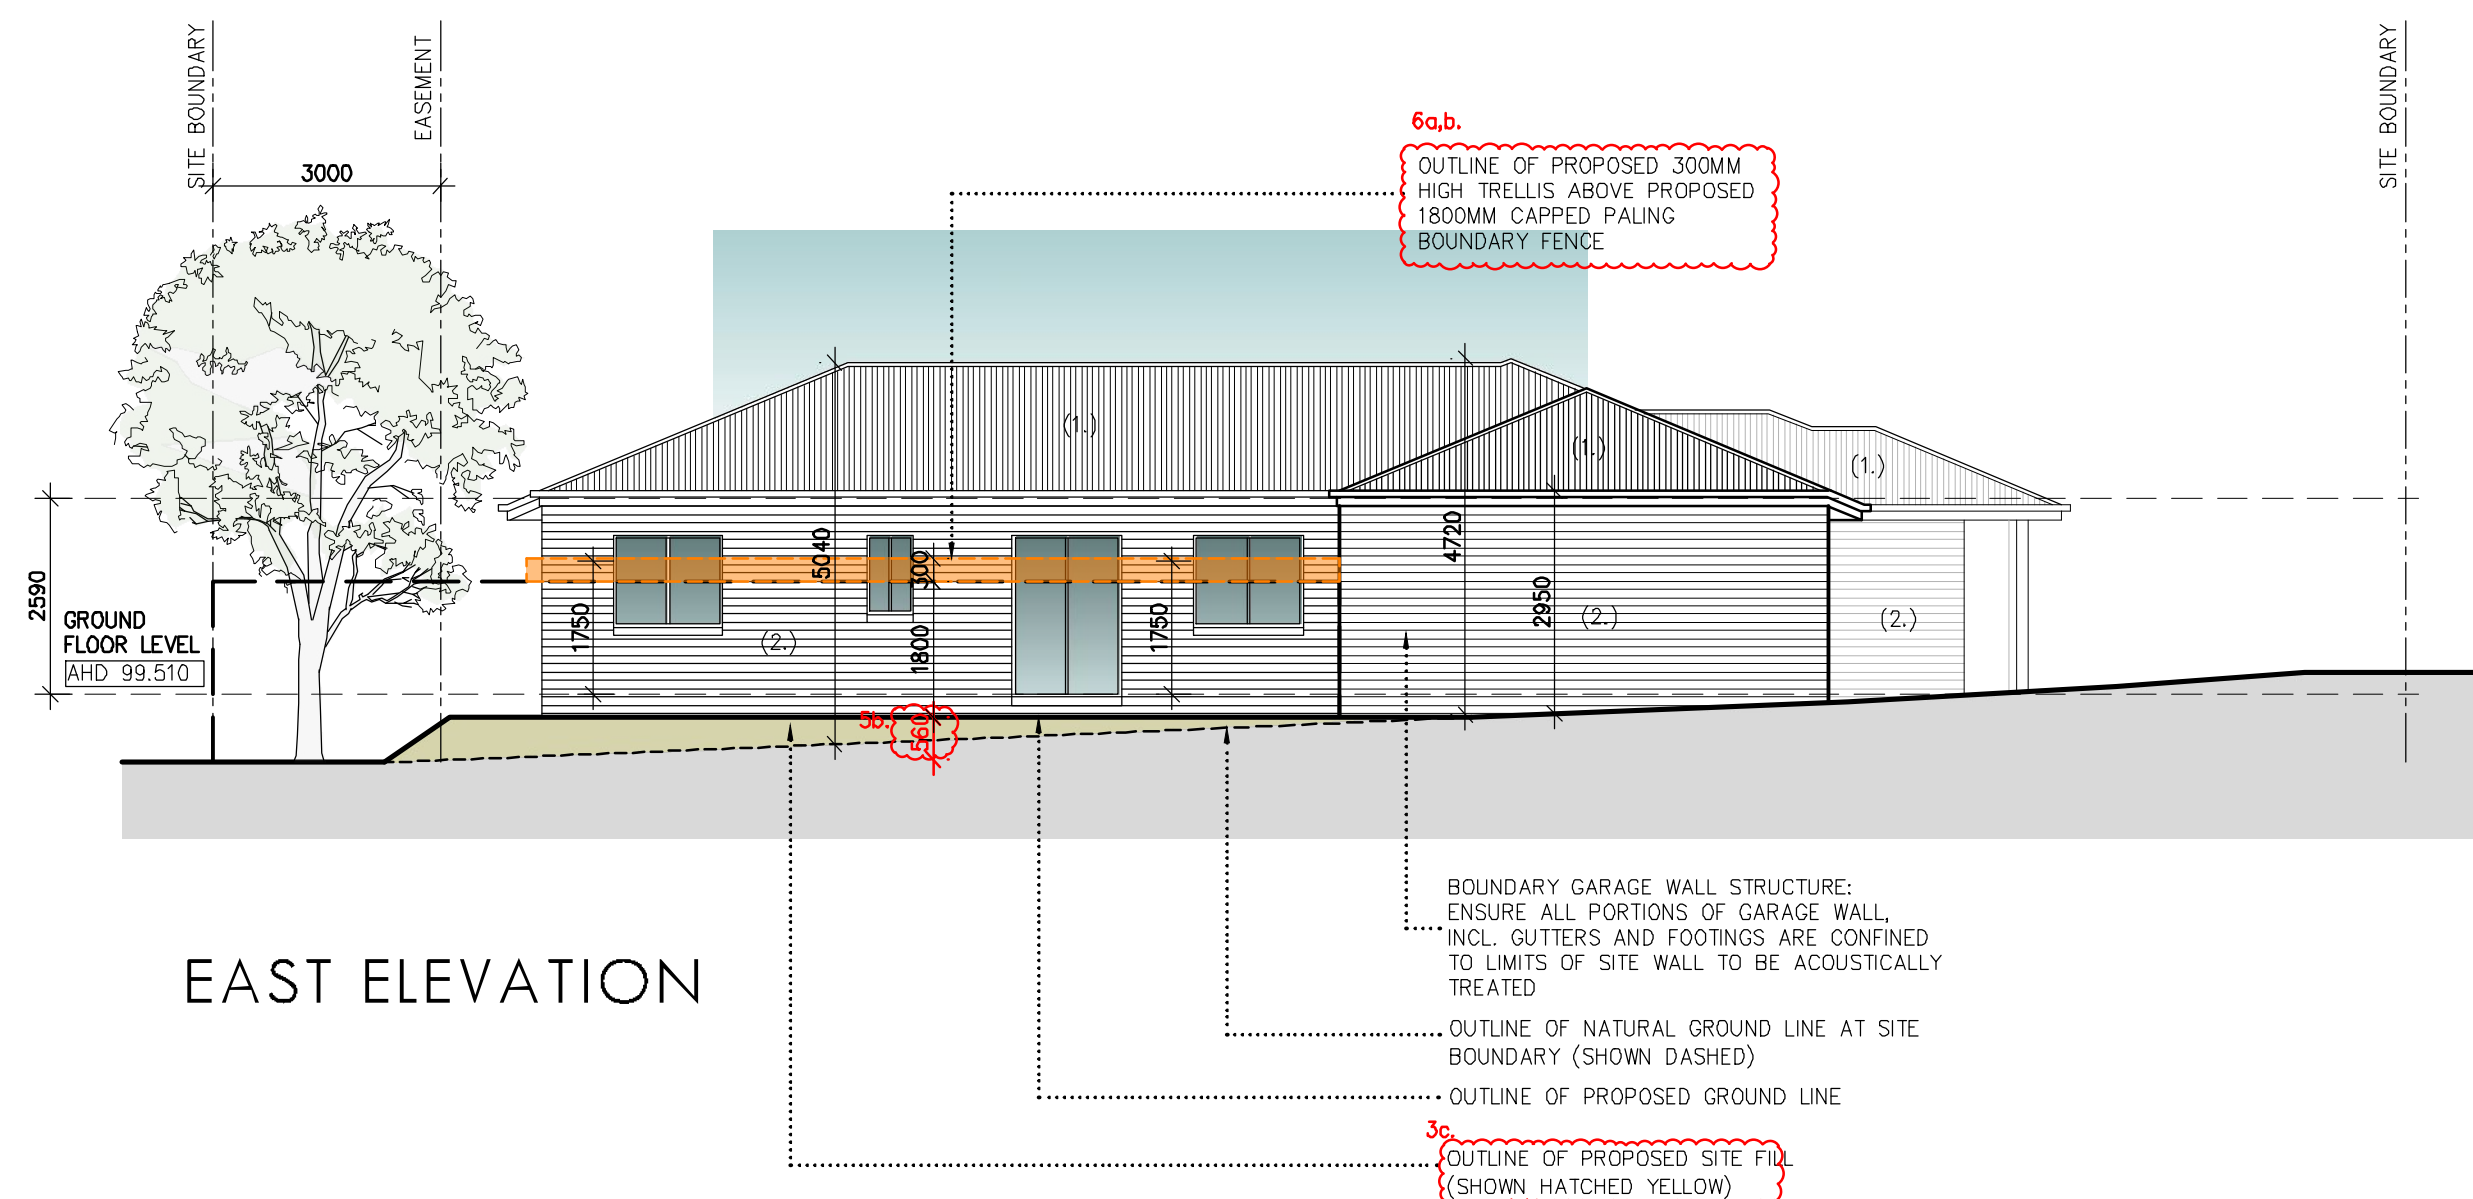 SITE BOUNDARY
EASEMENT
SITE BOUNDARY
3000
6a,b.
OUTLINE OF PROPOSED 300MM
HIGH TRELLIS ABOVE PROPOSED
1800MM CAPPED PALING
BOUNDARY FENCE
(1.)
(1.)
(1.)
2590
GROUND
FLOOR LEVEL
AHD 99.510
1750
(2.)
5040
300
1800
1750
4720
2950
(2.)
(2.)
5b.
560
BOUNDARY GARAGE WALL STRUCTURE:
ENSURE ALL PORTIONS OF GARAGE WALL,
INCL. GUTTERS AND FOOTINGS ARE CONFINED
TO LIMITS OF SITE WALL TO BE ACOUSTICALLY
TREATED
EAST ELEVATION
OUTLINE OF NATURAL GROUND LINE AT SITE
BOUNDARY (SHOWN DASHED)
OUTLINE OF PROPOSED GROUND LINE
3c.
OUTLINE OF PROPOSED SITE FILL
(SHOWN HATCHED YELLOW)